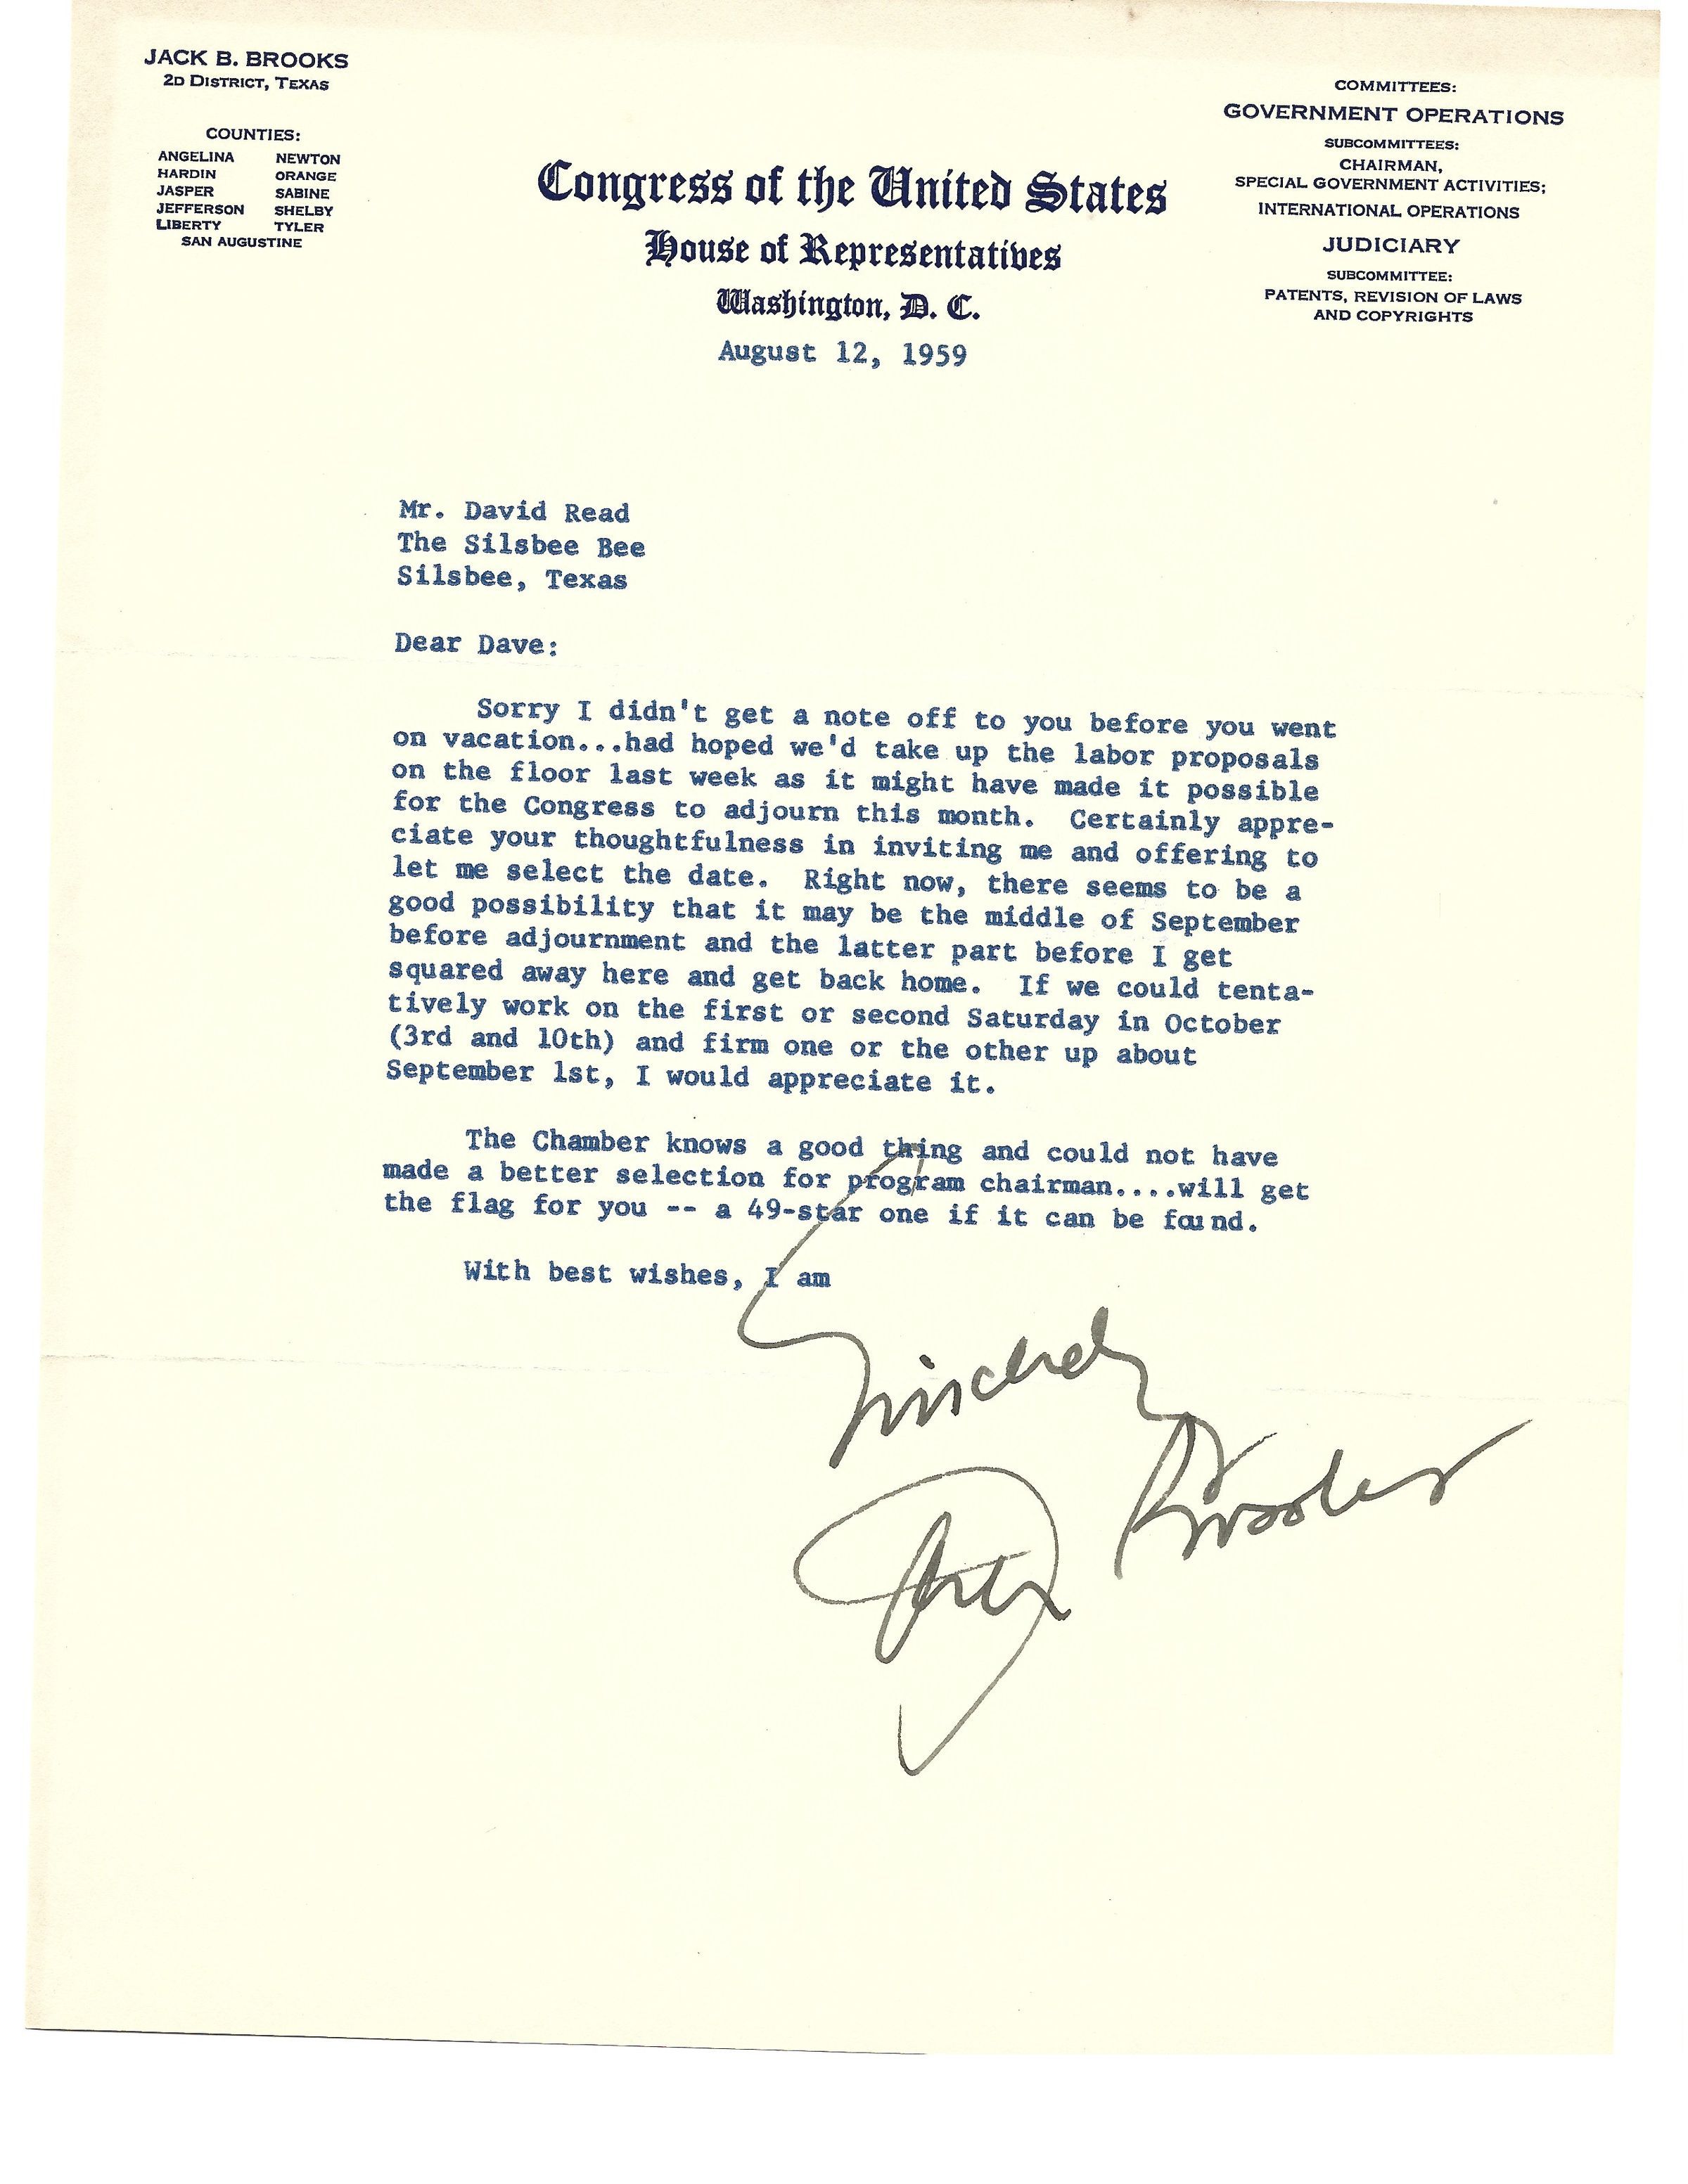 JACK B. BROOKS
2D DISTRICT, TEXAS
COUNTIES:
ANGELINA NEWTON
HARDIN ORANGE
JASPER SABINE
JEFFERSON SHELBY
LIBERTY TYLER
SAN AUGUSTINE
COMMITTEES:
GOVERNMENT OPERATIONS
SUBCOMMITTEES:
CHAIRMAN,
SPECIAL GOVERNMENT ACTIVITIES;
INTERNATIONAL OPERATIONS
JUDICIARY
SUBCOMMITTEE:
PATENTS, REVISION OF LAWS
AND COPYRIGHTS
Congress of the United States
House of Representatives
Washington, D. C.
August 12, 1959
Mr. David Read
The Silsbee Bee
Silsbee, Texas
Dear Dave:
Sorry I didn't get a note off to you before you went
on vacation...had hoped we'd take up the labor proposals
on the floor last week as it might have made it possible
for the Congress to adjourn this month. Certainly appre-
ciate your thoughtfulness in inviting me and offering to
let me select the date. Right now, there seems to be a
good possibility that it may be the middle of September
before adjournment and the latter part before I get
squared away here and get back home. If we could tenta-
tively work on the first or second Saturday in October
(3rd and 10th) and firm one or the other up about
September 1st, I would appreciate it.
The Chamber knows a good thing and could not have
made a better selection for program chairman....will get
the flag for you -- a 49-star one if it can be found.
With best wishes, I am
Sincerely
Jack Brooks